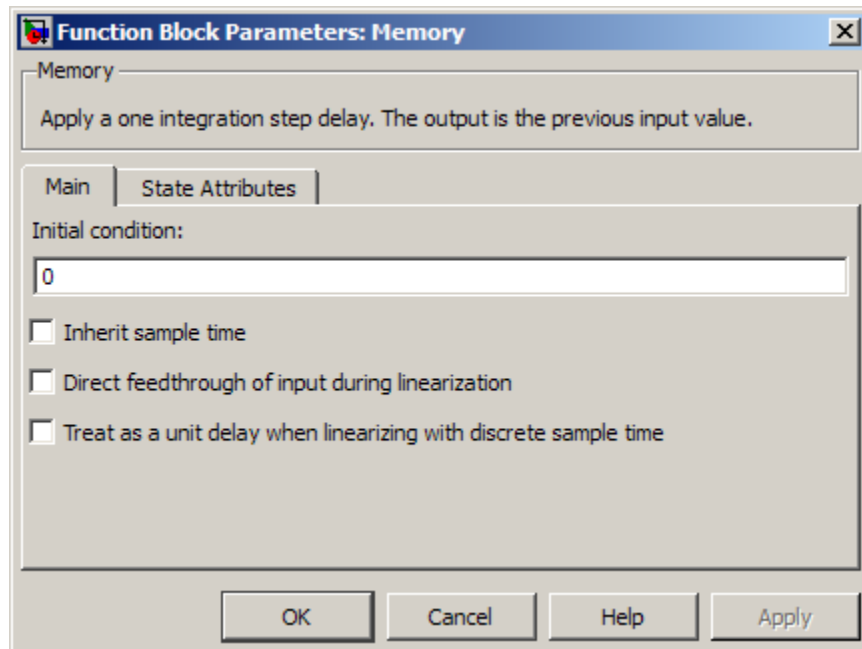 Function Block Parameters: Memory
Memory
Apply a one integration step delay. The output is the previous input value.
Main State Attributes
Initial condition:
0
Inherit sample time
Direct feedthrough of input during linearization
Treat as a unit delay when linearizing with discrete sample time
OK Cancel Help Apply